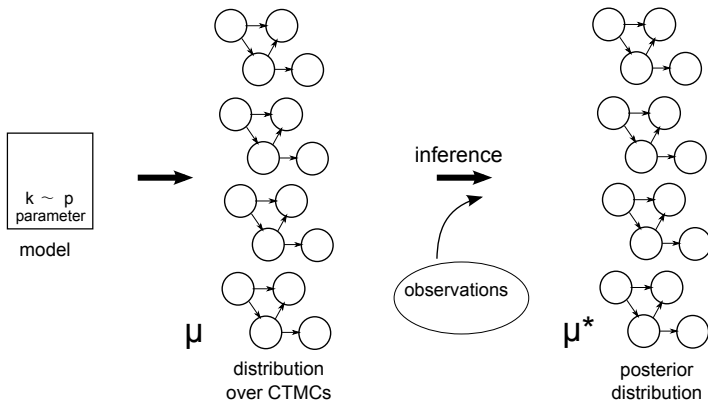 k ~ p
parameter
model
μ
distribution
over CTMCs
inference
observations
μ*
posterior
distribution